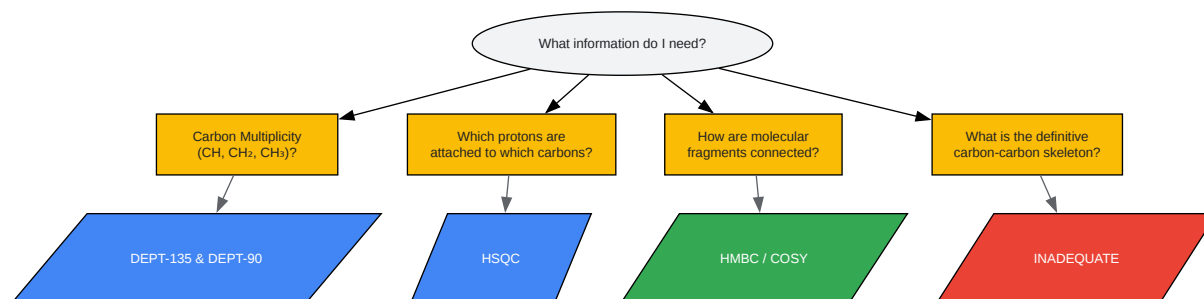 What information do I need?
Carbon Multiplicity
(CH, CH₂, CH₃)?
Which protons are
attached to which carbons?
How are molecular
fragments connected?
What is the definitive
carbon-carbon skeleton?
DEPT-135 & DEPT-90
HSQC
HMBC / COSY
INADEQUATE